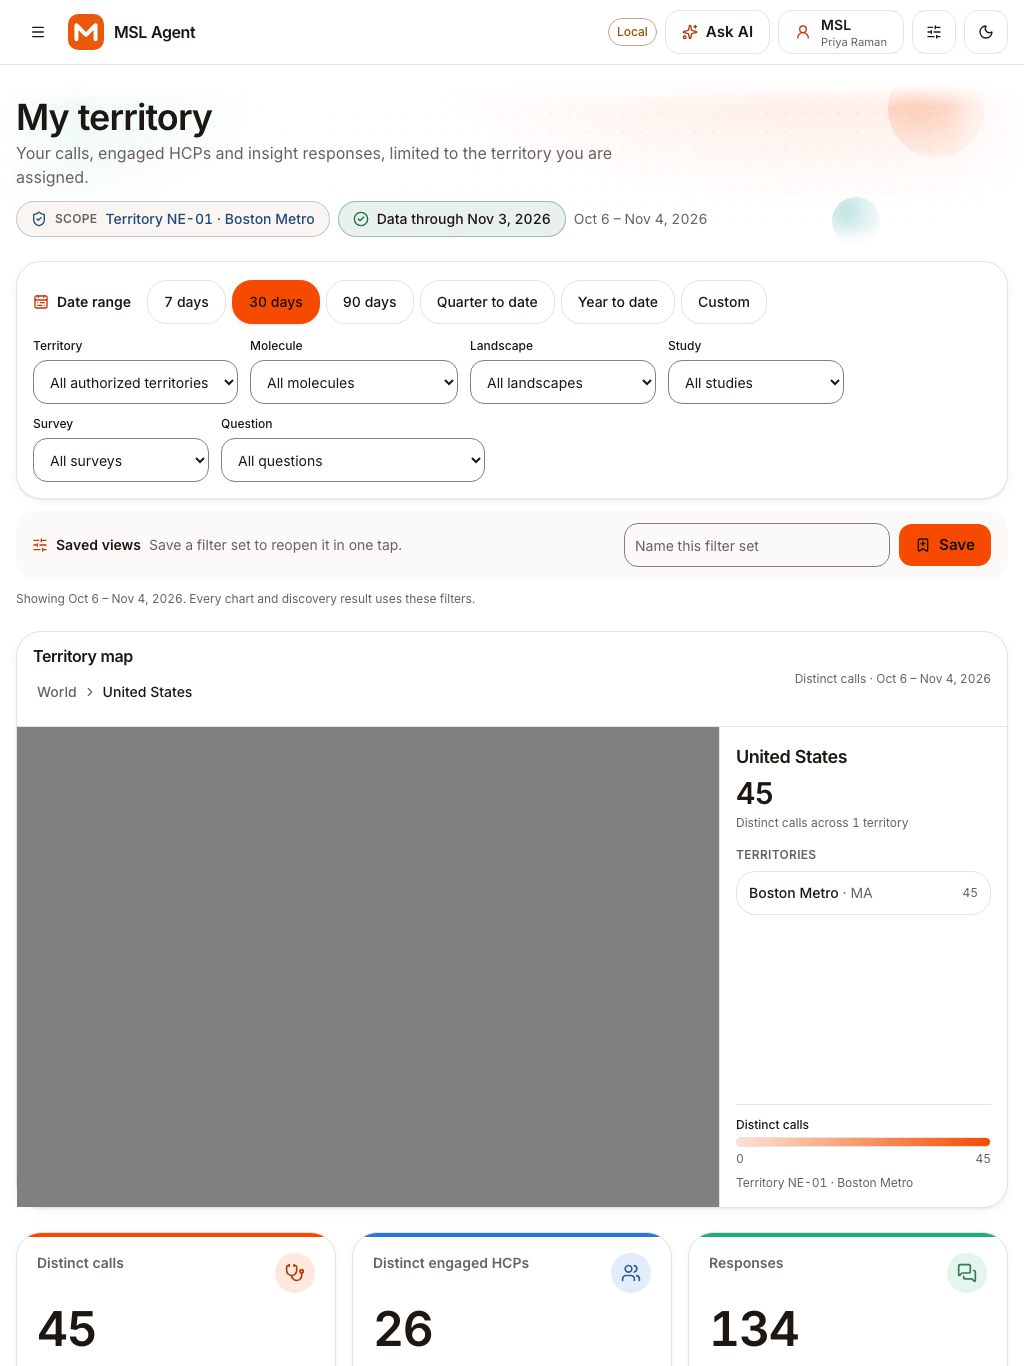 MSL Agent
Local
Ask AI
MSL
Priya Raman
My territory
Your calls, engaged HCPs and insight responses, limited to the territory you are
assigned.
SCOPE Territory NE-01 · Boston Metro
Data through Nov 3, 2026
Oct 6 – Nov 4, 2026
Date range
7 days
30 days
90 days
Quarter to date
Year to date
Custom
Territory
Molecule
Landscape
Study
All authorized territories
All molecules
All landscapes
All studies
Survey
Question
All surveys
All questions
Saved views
Save a filter set to reopen it in one tap.
Name this filter set
Save
Showing Oct 6 – Nov 4, 2026. Every chart and discovery result uses these filters.
Territory map
World > United States
Distinct calls · Oct 6 – Nov 4, 2026
United States
45
Distinct calls across 1 territory
TERRITORIES
Boston Metro · MA 45
Distinct calls
0 45
Territory NE-01 · Boston Metro
Distinct calls
45
Distinct engaged HCPs
26
Responses
134